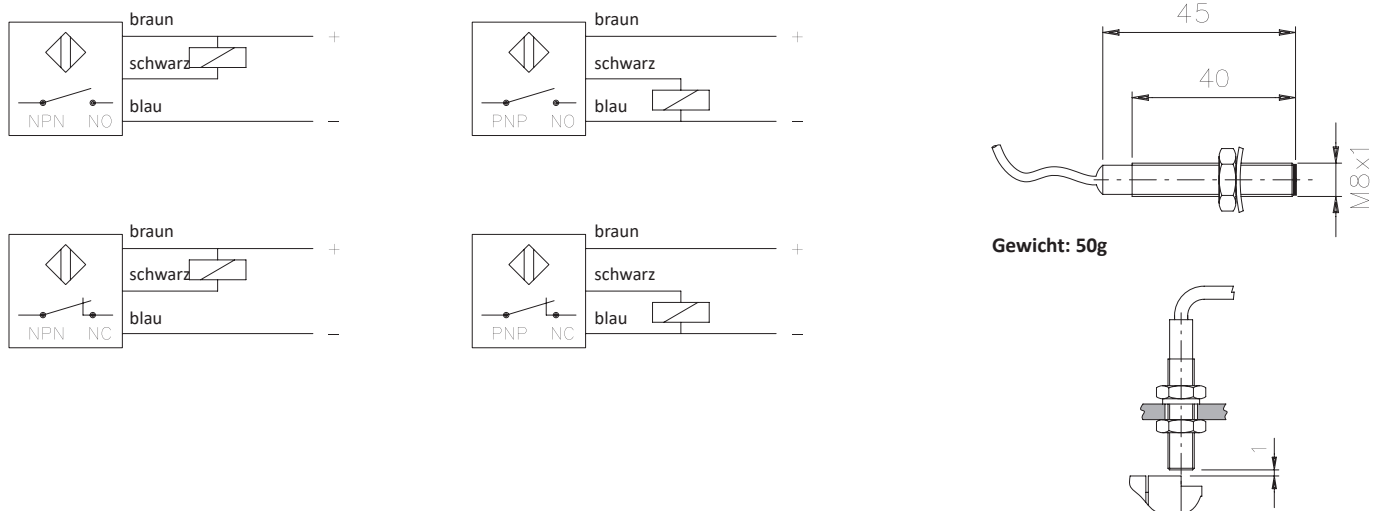 braun
+
schwarz
blau
NPN NO
−
braun
+
schwarz
blau
PNP NO
−
braun
+
schwarz
blau
NPN NC
−
braun
+
schwarz
blau
PNP NC
−
45
40
M8x1
Gewicht: 50g
1